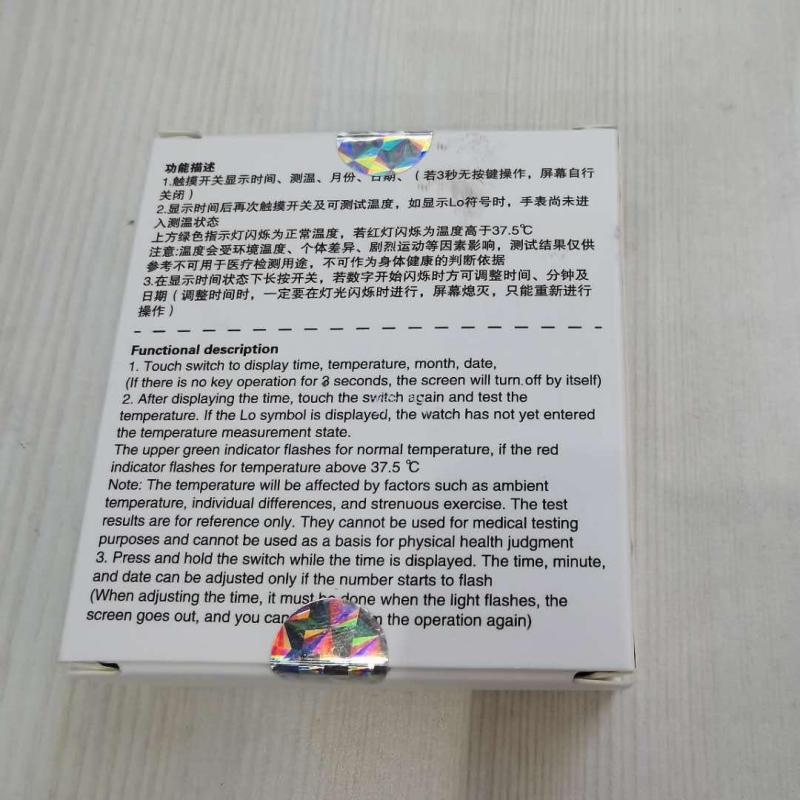 功能描述
1.触摸开关显示时间、测温、月份、日期、（若3秒无按键操作，屏幕自行
关闭）
2.显示时间后再次触摸开关及可测试温度，如显示Lo符号时，手表尚未进
入测温状态
上方绿色指示灯闪烁为正常温度，若红灯闪烁为温度高于37.5℃
注意:温度会受环境温度、个体差异、剧烈运动等因素影响，测试结果仅供
参考不可用于医疗检测用途，不可作为身体健康的判断依据
3.在显示时间状态下长按开关，若数字开始闪烁时方可调整时间、分钟及
日期（调整时间时，一定要在灯光闪烁时进行，屏幕熄灭，只能重新进行
操作）
Functional description
1. Touch switch to display time, temperature, month, date,
(If there is no key operation for 3 seconds, the screen will turn off by itself)
2. After displaying the time, touch the switch again and test the
temperature. If the Lo symbol is displayed, the watch has not yet entered
the temperature measurement state.
The upper green indicator flashes for normal temperature, if the red
indicator flashes for temperature above 37.5 ℃
Note: The temperature will be affected by factors such as ambient
temperature, individual differences, and strenuous exercise. The test
results are for reference only. They cannot be used for medical testing
purposes and cannot be used as a basis for physical health judgment
3. Press and hold the switch while the time is displayed. The time, minute,
and date can be adjusted only if the number starts to flash
(When adjusting the time, it must be done when the light flashes, the
screen goes out, and you can the operation again)